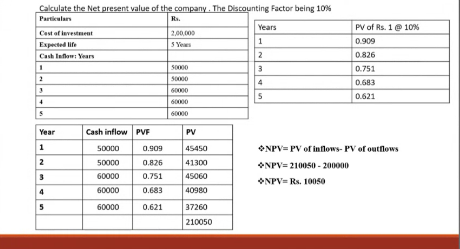 Calculate the Net present value of the company . The Discounting Factor being 10%
Particulars Rs.
Cost of investment 2,00,000
Expected life 5 Years
Cash Inflow: Years
1 50000
2 50000
3 60000
4 60000
5 60000
Years PV of Rs. 1 @ 10%
1 0.909
2 0.826
3 0.751
4 0.683
5 0.621
Year Cash inflow PVF PV
1 50000 0.909 45450
2 50000 0.826 41300
3 60000 0.751 45060
4 60000 0.683 40980
5 60000 0.621 37260
210050
❖NPV= PV of inflows- PV of outflows
❖NPV= 210050 - 200000
❖NPV= Rs. 10050